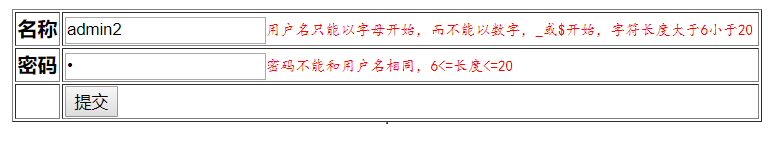 名称 admin2 用户名只能以字母开始，而不能以数字，_或$开始，字符长度大于6小于20
密码 • 密码不能和用户名相同，6<=长度<=20
提交